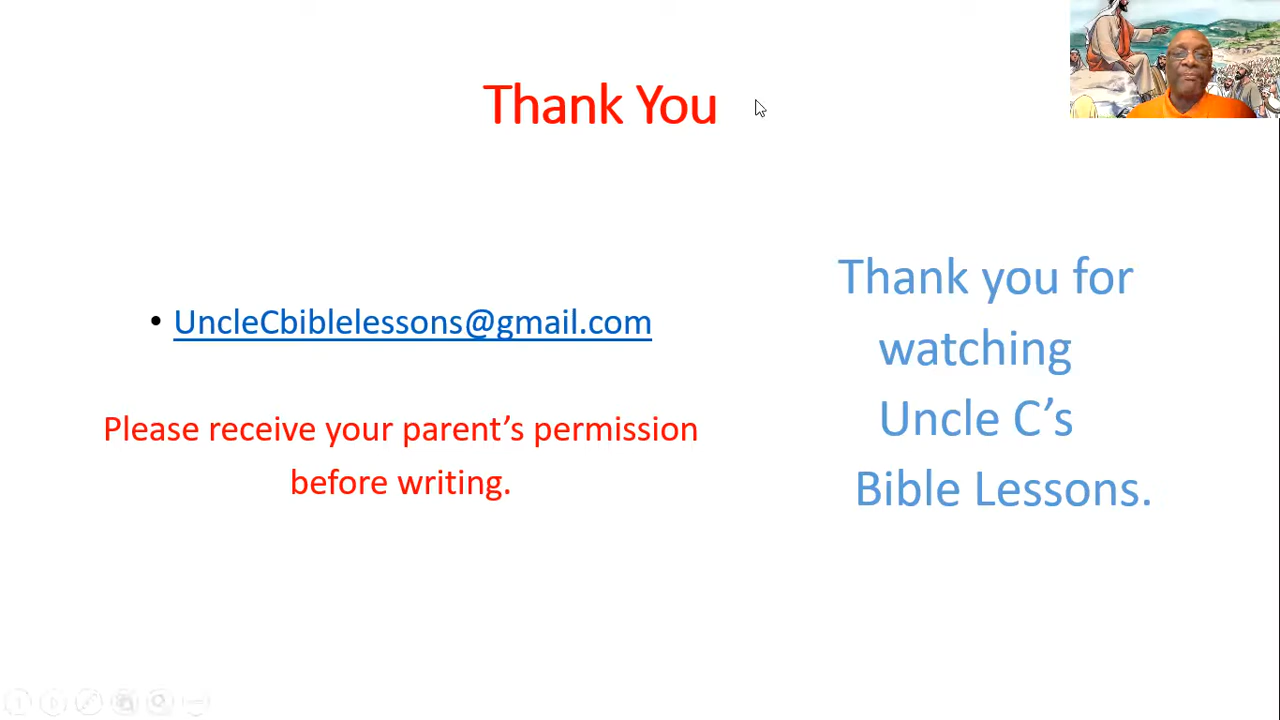 Thank You
• UncleCbiblelessons@gmail.com
Please receive your parent’s permission
before writing.
Thank you for
watching
Uncle C’s
Bible Lessons.